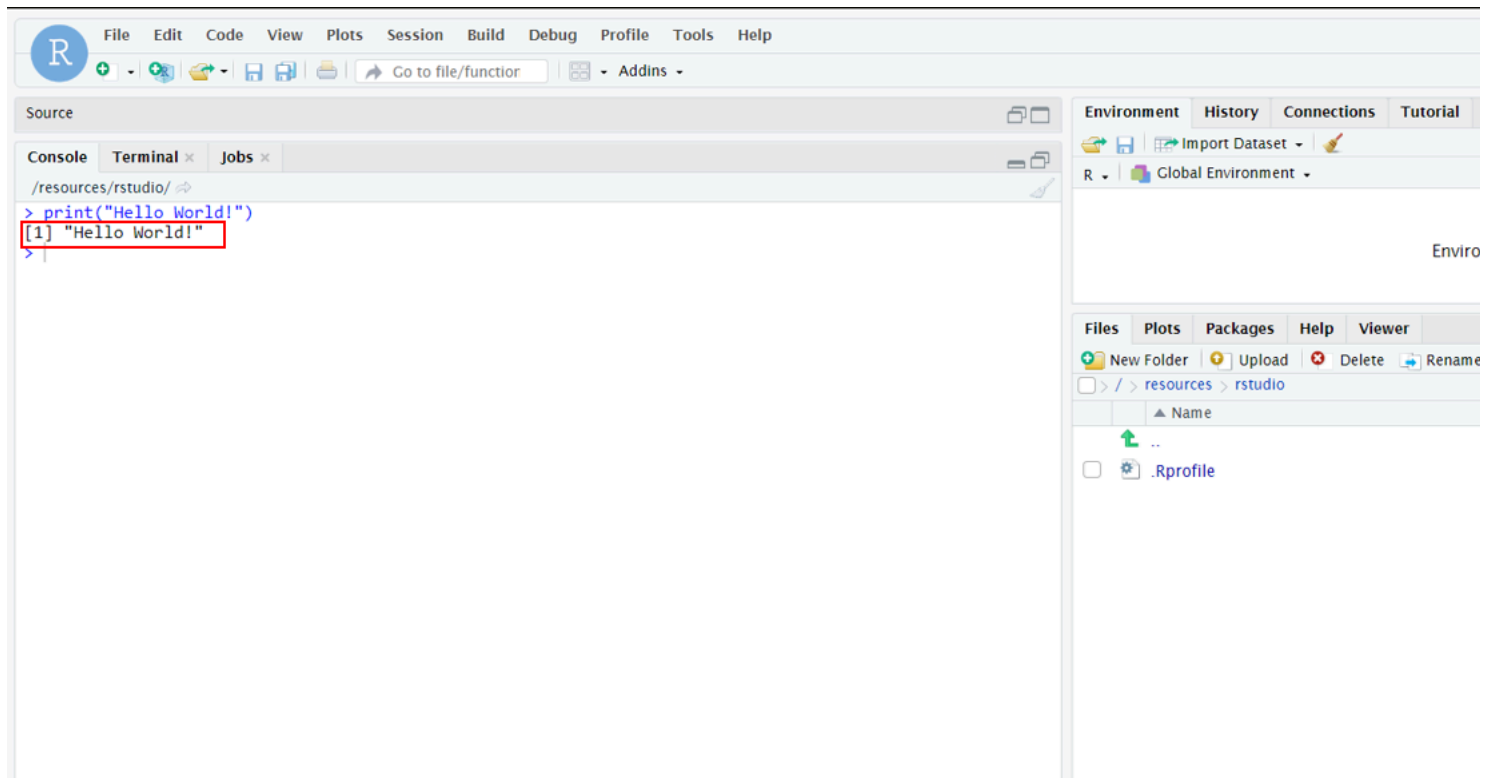 R
File Edit Code View Plots Session Build Debug Profile Tools Help
R Go to file/function Addins
Source
Console Terminal × Jobs ×
/resources/rstudio/
> print("Hello World!")
[1] "Hello World!"
>
Environment History Connections Tutorial
Import Dataset
R Global Environment
Enviro
Files Plots Packages Help Viewer
New Folder Upload Delete Rename
> / > resources > rstudio
Name
..
.Rprofile